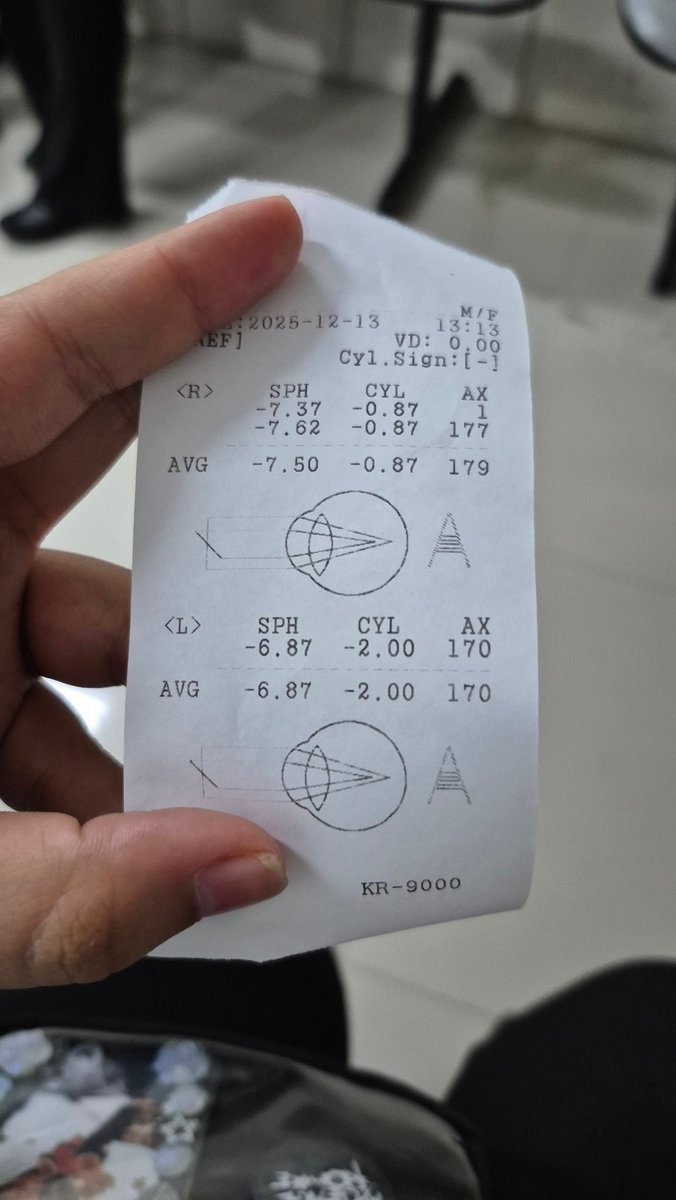 M/F
:2025-12-13 13:13
REF] VD: 0.00
Cyl.Sign:[-]
<R> SPH CYL AX
-7.37 -0.87 1
-7.62 -0.87 177
AVG -7.50 -0.87 179
A
<L> SPH CYL AX
-6.87 -2.00 170
AVG -6.87 -2.00 170
A
KR-9000